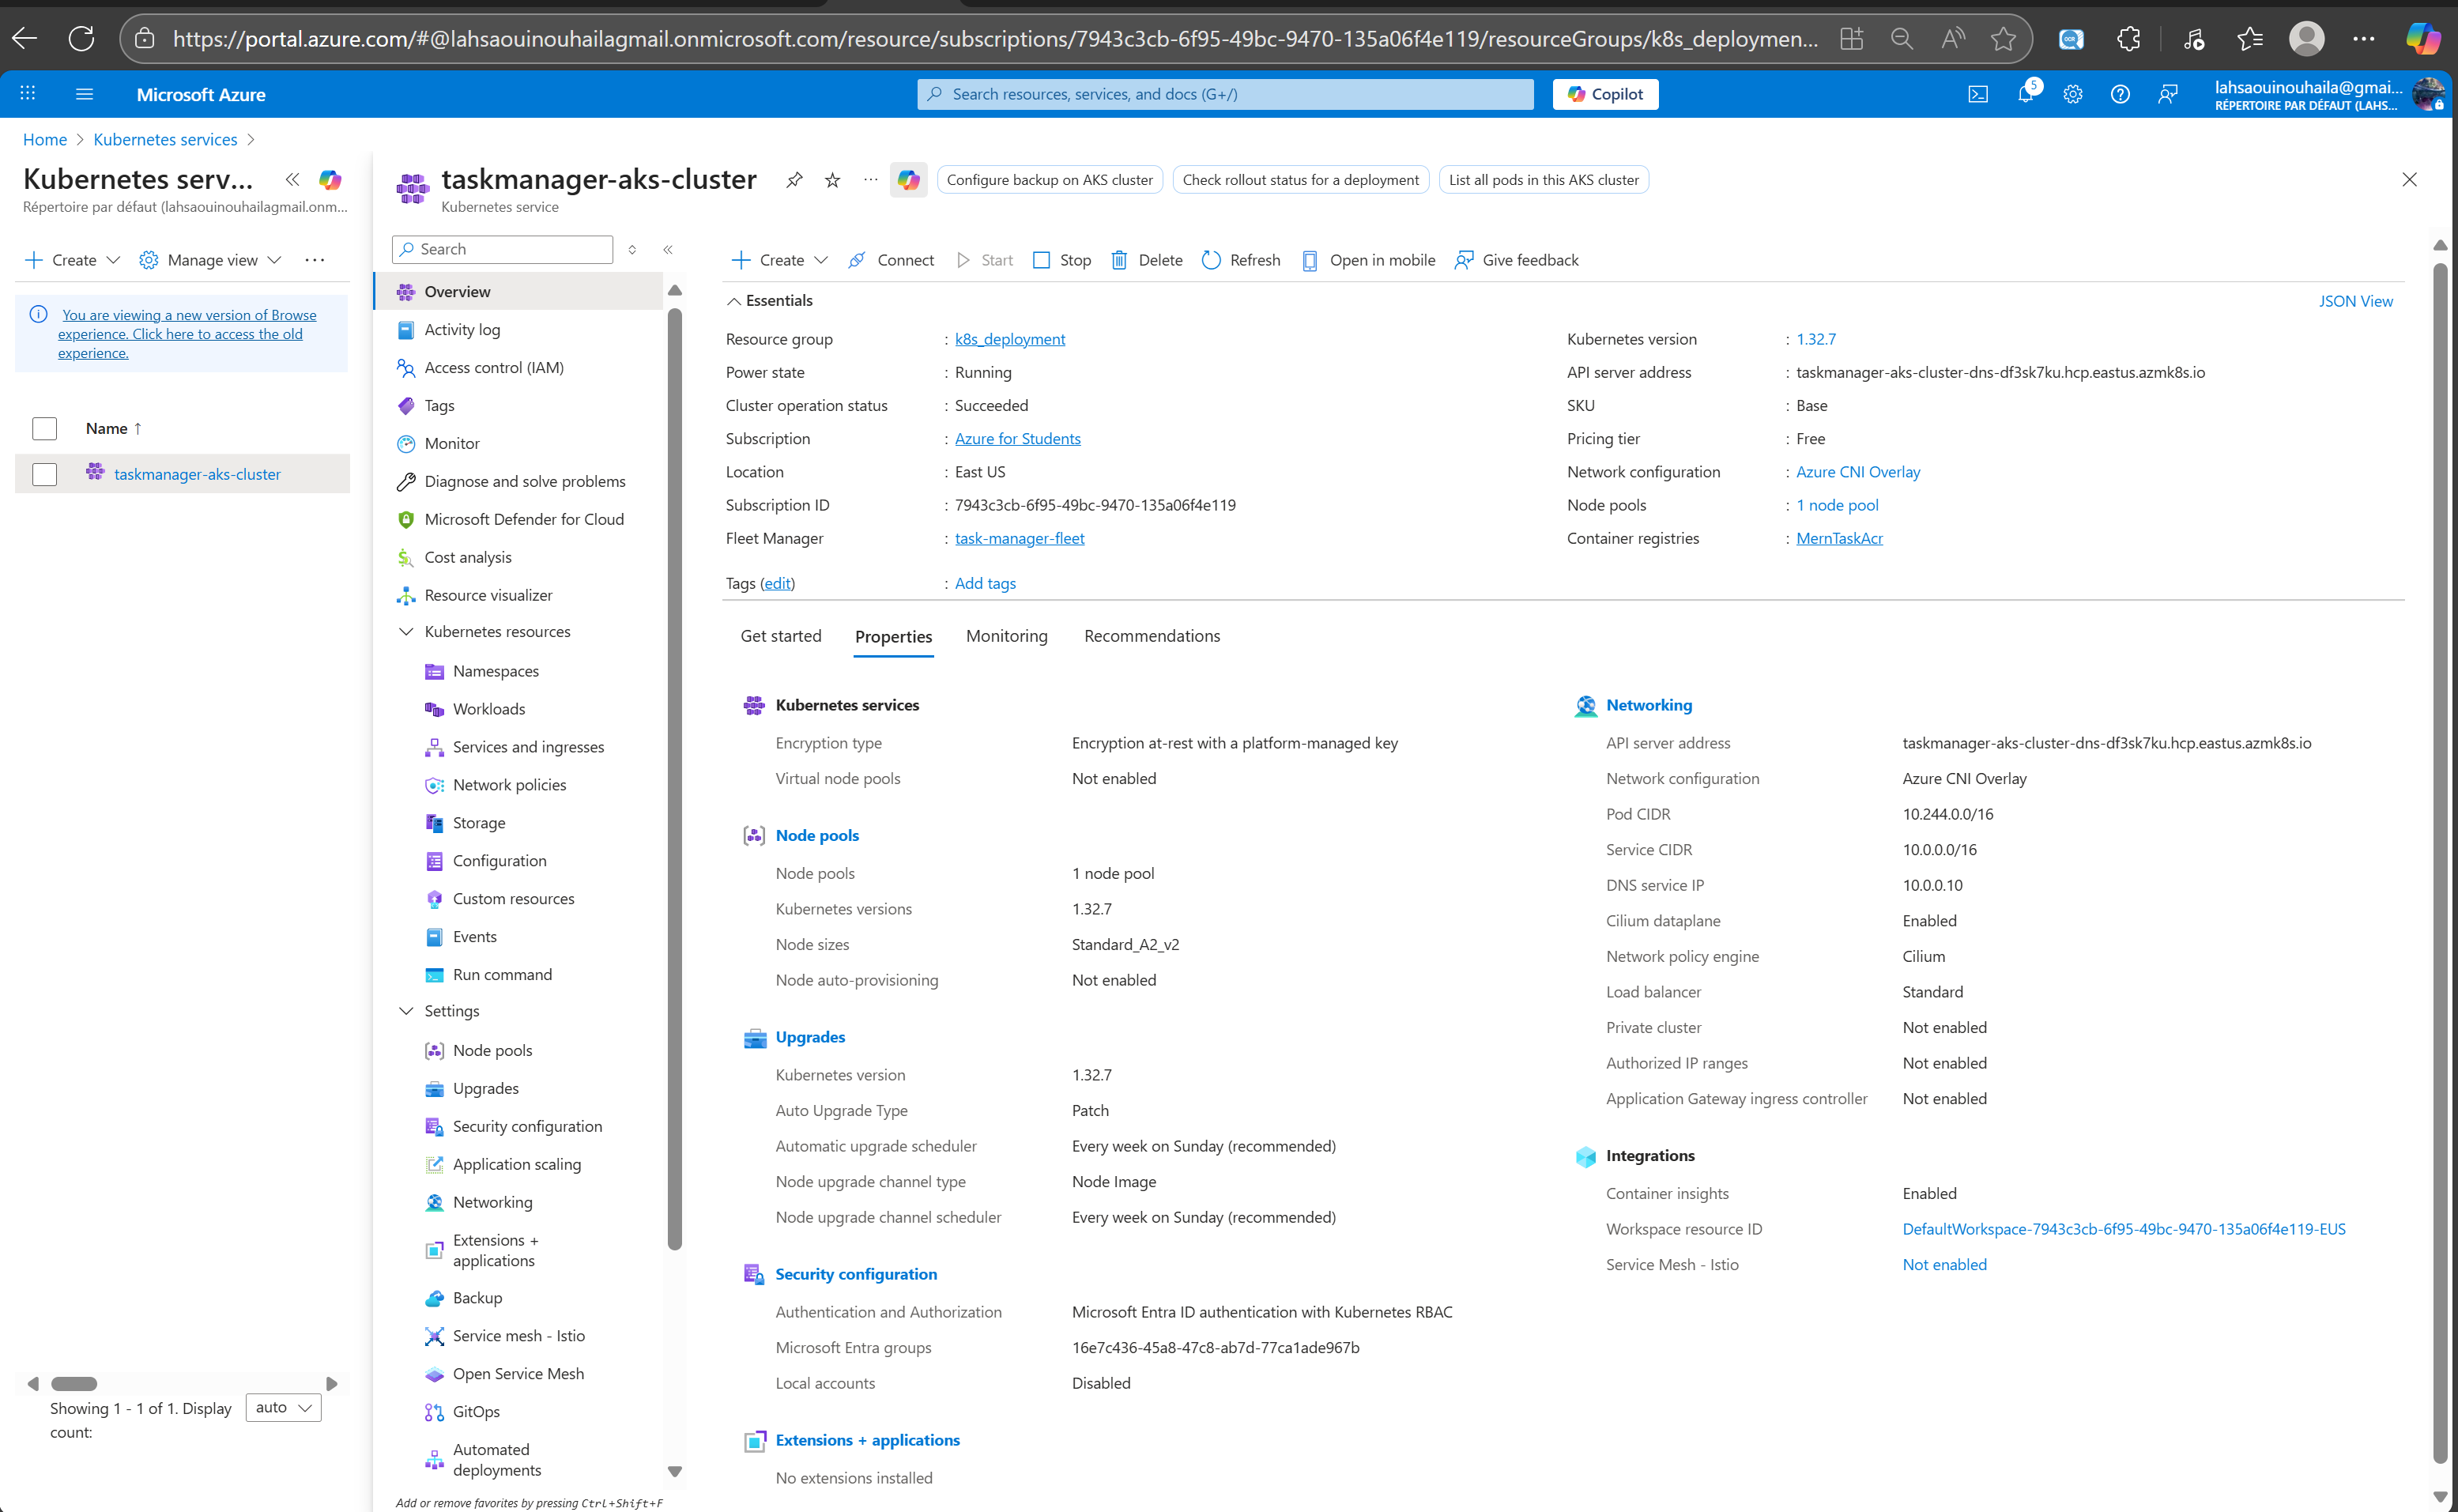 https://portal.azure.com/#@lahsaouinouhailagmail.onmicrosoft.com/resource/subscriptions/7943c3cb-6f95-49bc-9470-135a06f4e119/resourceGroups/k8s_deploymen...
Microsoft Azure
Search resources, services, and docs (G+/)
Copilot
5
lahsaouinouhaila@gmai...
RÉPERTOIRE PAR DÉFAUT (LAHS...
Home > Kubernetes services >
Kubernetes serv...
Répertoire par défaut (lahsaouinouhailagmail.onm...
Create
Manage view
You are viewing a new version of Browse
experience. Click here to access the old
experience.
Name ↑
taskmanager-aks-cluster
Showing 1 - 1 of 1. Display
count:
auto
taskmanager-aks-cluster
Kubernetes service
Configure backup on AKS cluster
Check rollout status for a deployment
List all pods in this AKS cluster
Search
Overview
Activity log
Access control (IAM)
Tags
Monitor
Diagnose and solve problems
Microsoft Defender for Cloud
Cost analysis
Resource visualizer
Kubernetes resources
Namespaces
Workloads
Services and ingresses
Network policies
Storage
Configuration
Custom resources
Events
Run command
Settings
Node pools
Upgrades
Security configuration
Application scaling
Networking
Extensions +
applications
Backup
Service mesh - Istio
Open Service Mesh
GitOps
Automated
deployments
Add or remove favorites by pressing Ctrl+Shift+F
Create
Connect
Start
Stop
Delete
Refresh
Open in mobile
Give feedback
Essentials
JSON View
Resource group : k8s_deployment
Power state : Running
Cluster operation status : Succeeded
Subscription : Azure for Students
Location : East US
Subscription ID : 7943c3cb-6f95-49bc-9470-135a06f4e119
Fleet Manager : task-manager-fleet
Tags (edit) : Add tags
Kubernetes version : 1.32.7
API server address : taskmanager-aks-cluster-dns-df3sk7ku.hcp.eastus.azmk8s.io
SKU : Base
Pricing tier : Free
Network configuration : Azure CNI Overlay
Node pools : 1 node pool
Container registries : MernTaskAcr
Get started
Properties
Monitoring
Recommendations
Kubernetes services
Encryption type Encryption at-rest with a platform-managed key
Virtual node pools Not enabled
Node pools
Node pools 1 node pool
Kubernetes versions 1.32.7
Node sizes Standard_A2_v2
Node auto-provisioning Not enabled
Upgrades
Kubernetes version 1.32.7
Auto Upgrade Type Patch
Automatic upgrade scheduler Every week on Sunday (recommended)
Node upgrade channel type Node Image
Node upgrade channel scheduler Every week on Sunday (recommended)
Security configuration
Authentication and Authorization Microsoft Entra ID authentication with Kubernetes RBAC
Microsoft Entra groups 16e7c436-45a8-47c8-ab7d-77ca1ade967b
Local accounts Disabled
Extensions + applications
No extensions installed
Networking
API server address taskmanager-aks-cluster-dns-df3sk7ku.hcp.eastus.azmk8s.io
Network configuration Azure CNI Overlay
Pod CIDR 10.244.0.0/16
Service CIDR 10.0.0.0/16
DNS service IP 10.0.0.10
Cilium dataplane Enabled
Network policy engine Cilium
Load balancer Standard
Private cluster Not enabled
Authorized IP ranges Not enabled
Application Gateway ingress controller Not enabled
Integrations
Container insights Enabled
Workspace resource ID DefaultWorkspace-7943c3cb-6f95-49bc-9470-135a06f4e119-EUS
Service Mesh - Istio Not enabled